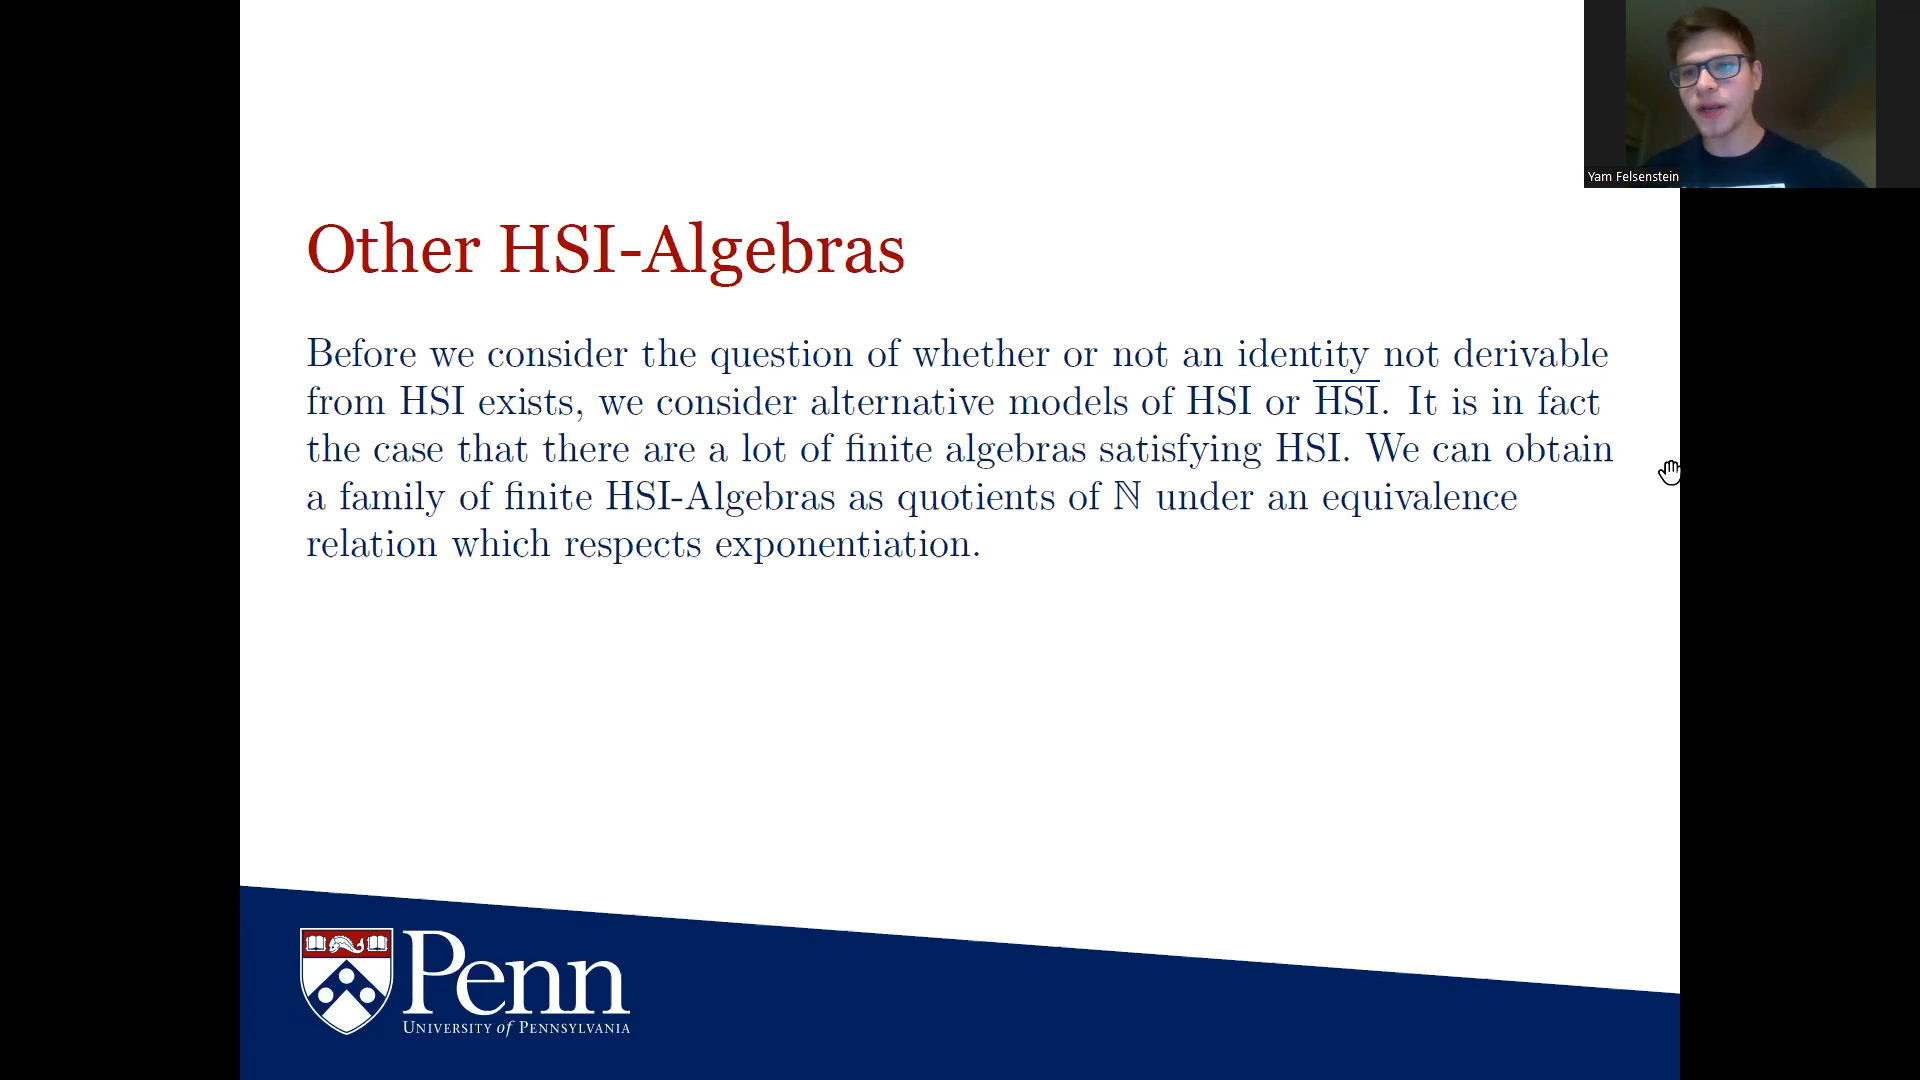 Yam Felsenstein
Other HSI-Algebras
Before we consider the question of whether or not an identity not derivable
from HSI exists, we consider alternative models of HSI or \overline{HSI}. It is in fact
the case that there are a lot of finite algebras satisfying HSI. We can obtain
a family of finite HSI-Algebras as quotients of ℕ under an equivalence
relation which respects exponentiation.
Penn
UNIVERSITY of PENNSYLVANIA